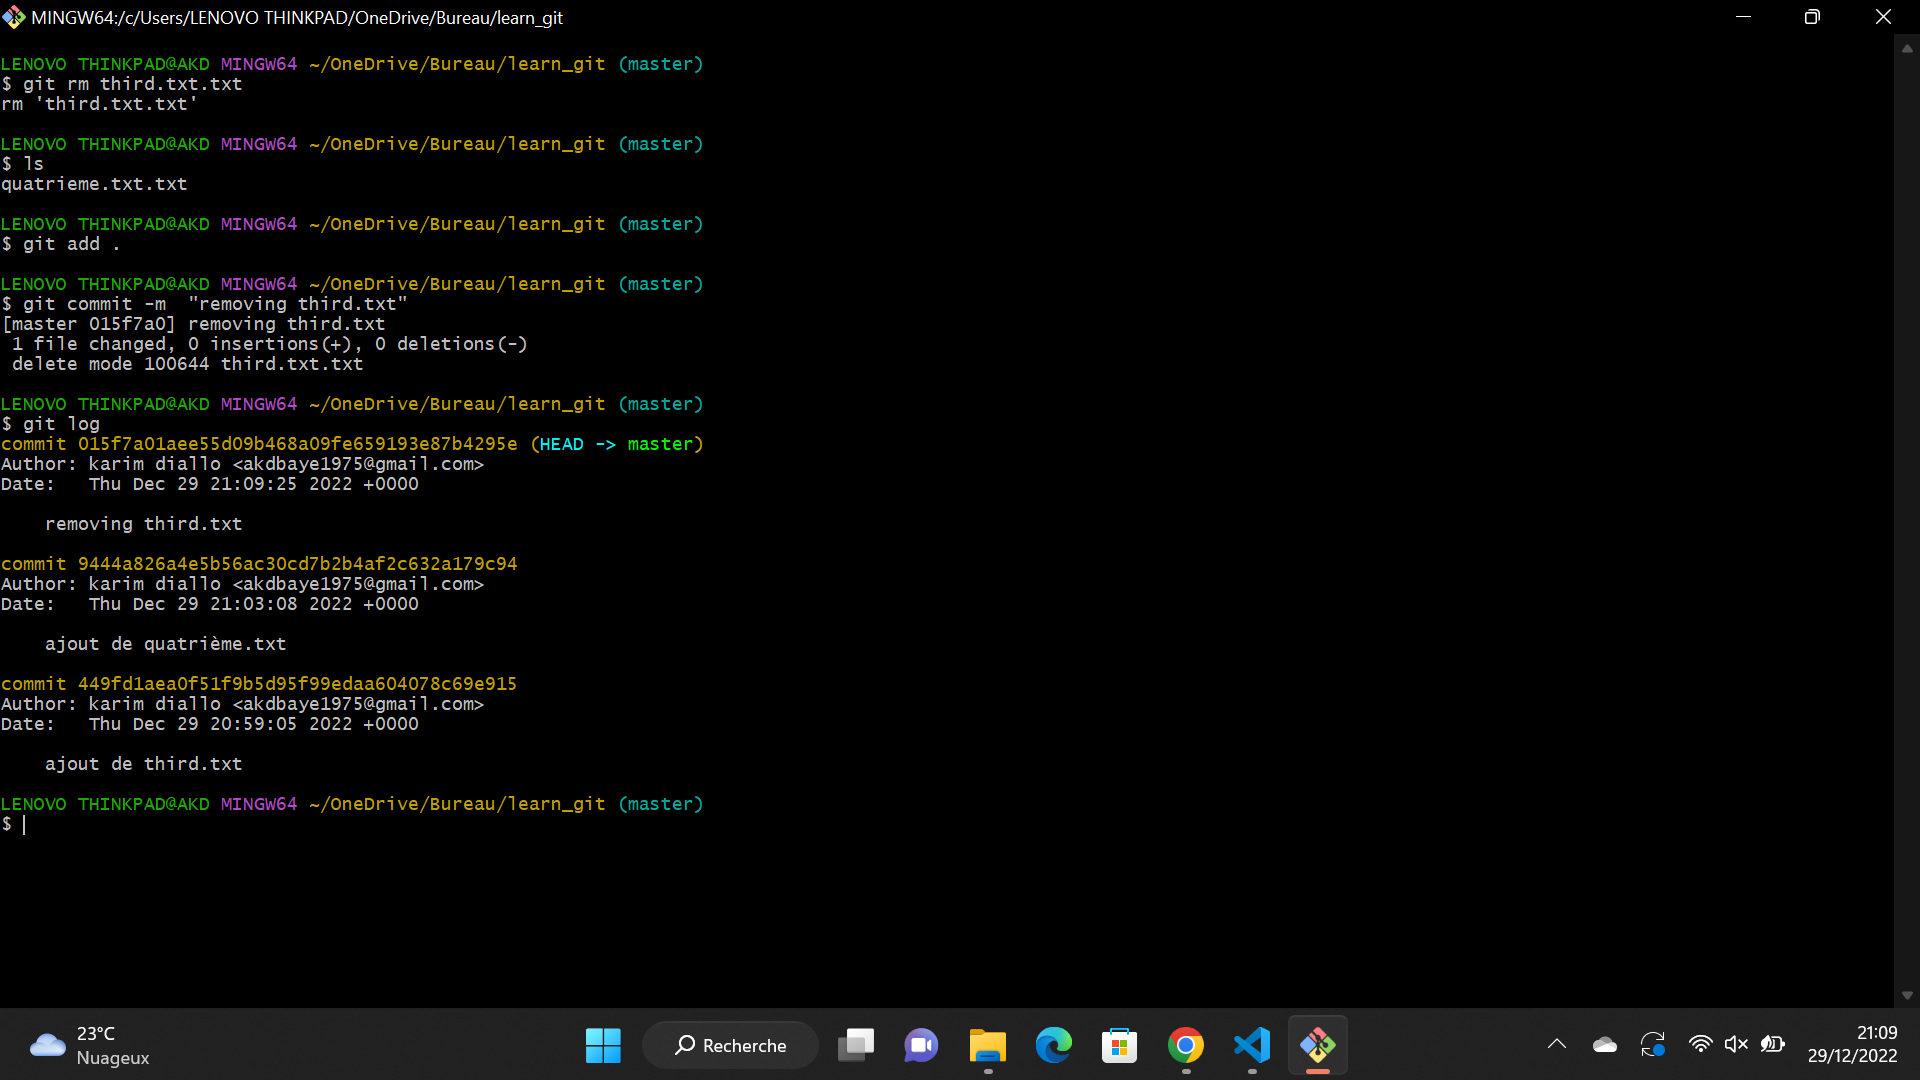 MINGW64:/c/Users/LENOVO THINKPAD/OneDrive/Bureau/learn_git
LENOVO THINKPAD@AKD MINGW64 ~/OneDrive/Bureau/learn_git (master)
$ git rm third.txt.txt
rm 'third.txt.txt'
LENOVO THINKPAD@AKD MINGW64 ~/OneDrive/Bureau/learn_git (master)
$ ls
quatrieme.txt.txt
LENOVO THINKPAD@AKD MINGW64 ~/OneDrive/Bureau/learn_git (master)
$ git add .
LENOVO THINKPAD@AKD MINGW64 ~/OneDrive/Bureau/learn_git (master)
$ git commit -m  "removing third.txt"
[master 015f7a0] removing third.txt
 1 file changed, 0 insertions(+), 0 deletions(-)
 delete mode 100644 third.txt.txt
LENOVO THINKPAD@AKD MINGW64 ~/OneDrive/Bureau/learn_git (master)
$ git log
commit 015f7a01aee55d09b468a09fe659193e87b4295e (HEAD -> master)
Author: karim diallo <akdbaye1975@gmail.com>
Date:   Thu Dec 29 21:09:25 2022 +0000
    removing third.txt
commit 9444a826a4e5b56ac30cd7b2b4af2c632a179c94
Author: karim diallo <akdbaye1975@gmail.com>
Date:   Thu Dec 29 21:03:08 2022 +0000
    ajout de quatrième.txt
commit 449fd1aea0f51f9b5d95f99edaa604078c69e915
Author: karim diallo <akdbaye1975@gmail.com>
Date:   Thu Dec 29 20:59:05 2022 +0000
    ajout de third.txt
LENOVO THINKPAD@AKD MINGW64 ~/OneDrive/Bureau/learn_git (master)
$
23°C
Nuageux
Recherche
21:09
29/12/2022